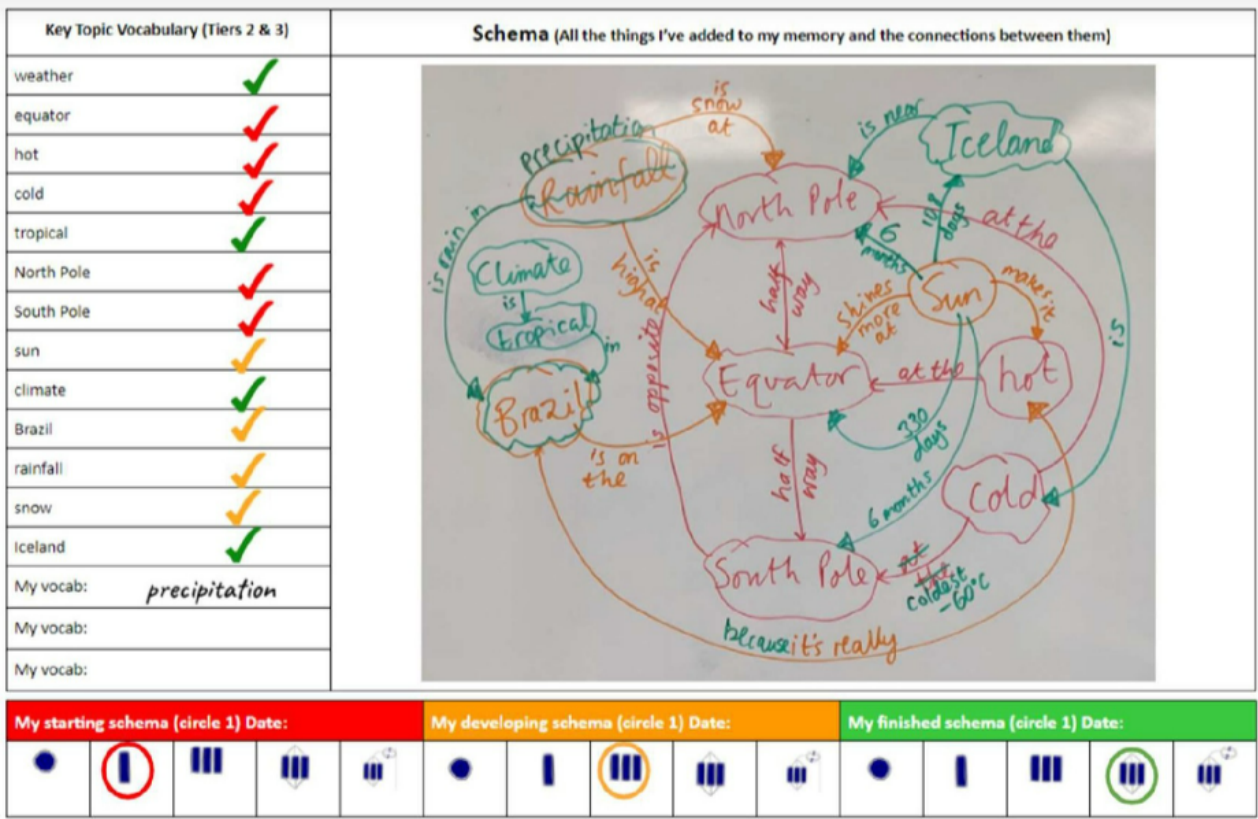 Key Topic Vocabulary (Tiers 2 & 3)
Schema (All the things I've added to my memory and the connections between them)
weather
equator
hot
cold
tropical
North Pole
South Pole
sun
climate
Brazil
rainfall
snow
Iceland
My vocab: precipitation
My vocab:
My vocab:
is
snow
at
precipitation
Rainfall
is near
Iceland
North Pole
at the
108
days
6
months
is rain in
Climate
is
tropical
in
is
high at
half
way
shines
more
at
Sun
makes it
is
is opposite
Brazil
Equator
at the
hot
is on
the
half
way
330
days
6 months
Cold
South Pole
at
the
coldest
-60°C
because it's really
My starting schema (circle 1) Date:
My developing schema (circle 1) Date:
My finished schema (circle 1) Date: